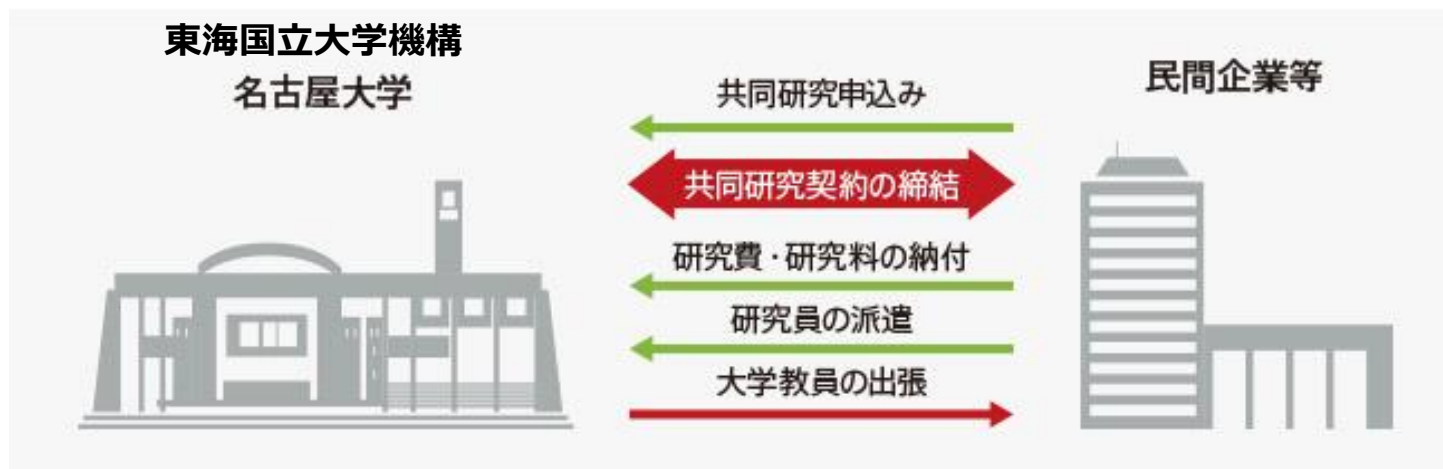 東海国立大学機構
名古屋大学
民間企業等
共同研究申込み
共同研究契約の締結
研究費・研究料の納付
研究員の派遣
大学教員の出張